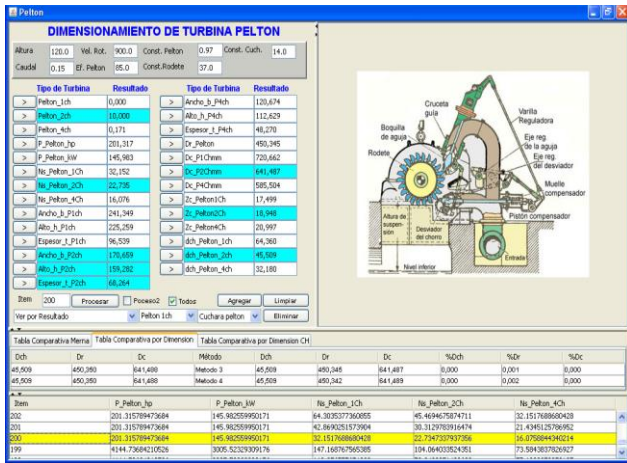 Pelton
DIMENSIONAMIENTO DE TURBINA PELTON
Altura 120.0 Vel. Rot. 900.0 Const. Pelton 0.97 Const. Cuch. 14.0
Caudal 0.15 Ef. Pelton 85.0 Const.Rodete 37.0
Tipo de Turbina Resultado Tipo de Turbina Resultado
> Pelton_1ch 0,000 > Ancho_b_P4ch 120,674
> Pelton_2ch 10,000 > Alto_h_P4ch 112,629
> Pelton_4ch 0,171 > Espesor_t_P4ch 48,270
> P_Pelton_hp 201,317 > Dr_Pelton 450,345
> P_Pelton_kW 145,983 > Dc_P1Chmm 720,662
> Ns_Pelton_1Ch 32,152 > Dc_P2Chmm 641,487
> Ns_Pelton_2Ch 22,735 > Dc_P4Chmm 585,504
> Ns_Pelton_4Ch 16,076 > Zc_Pelton1Ch 17,499
> Ancho_b_P1ch 241,349 > Zc_Pelton2Ch 18,948
> Alto_h_P1ch 225,259 > Zc_Pelton4Ch 20,997
> Espesor_t_P1ch 96,539 > dch_Pelton_1ch 64,360
> Ancho_b_P2ch 170,659 > dch_Pelton_2ch 45,509
> Alto_h_P2ch 159,282 > dch_Pelton_4ch 32,180
> Espesor_t_P2ch 68,264
Item 200 Procesar Poceso2 Todos Agregar Limpiar
Ver por Resultado Pelton 1ch Cuchara pelton Eliminar
Cruceta guia
Varilla Reguladora
Boquilla de aguja
Eje reg. de la aguja
Rodete
Eje reg. del desviador
Muelle compensador
Pistón compensador
Altura de suspensión
Desviador del chorro
Entrada
Nivel inferior
Tabla Comparativa Merna Tabla Comparativa por Dimension Tabla Comparativa por Dimension CH
Dch Dr Dc Método Dch Dr Dc %Dch %Dr %Dc
45,509 450,350 641,488 Metodo 3 45,509 450,345 641,487 0,000 0,001 0,000
45,509 450,350 641,488 Metodo 4 45,509 450,342 641,489 0,000 0,002 0,000
Item P_Pelton_hp P_Pelton_kW Ns_Pelton_1Ch Ns_Pelton_2Ch Ns_Pelton_4Ch
202 201.315789473684 145.982559950171 64.3035377360855 45.4694675874711 32.1517688680428
201 201.315789473684 145.982559950171 42.8690251573904 30.3129783916474 21.4345125786952
200 201.315789473684 145.982559950171 32.1517688680428 22.7347337937356 16.0758844340214
199 4144.73684210526 3005.52329309176 147.168767565385 104.064033524351 73.5843837826927